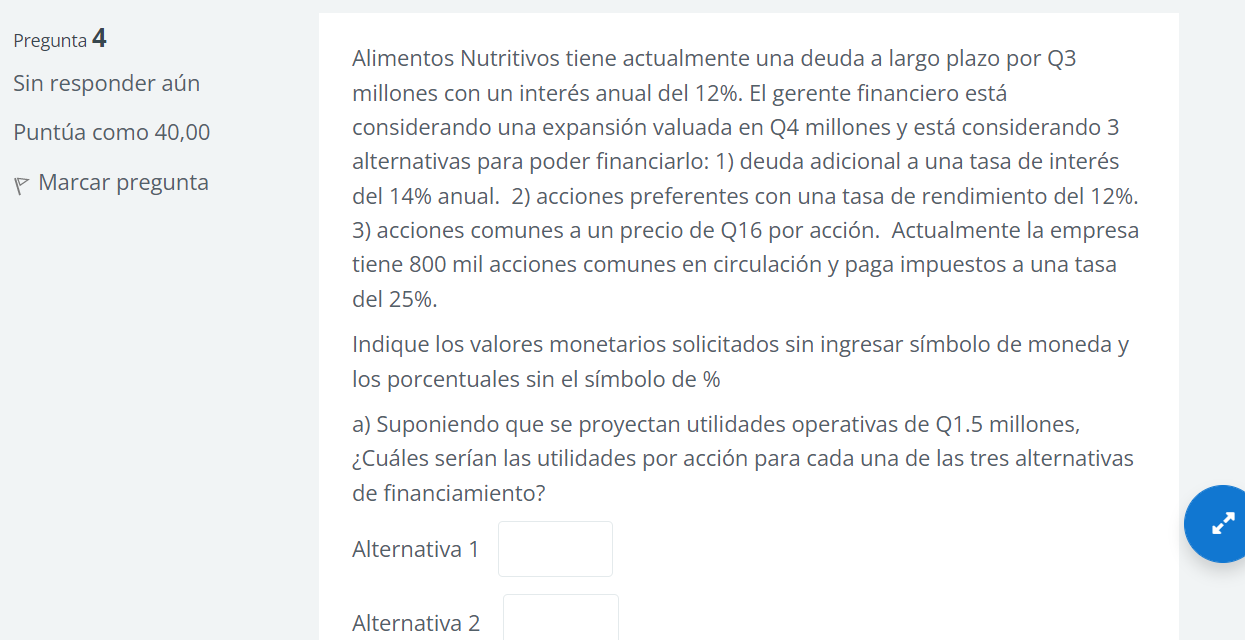 Pregunta 4
Sin responder aún
Puntúa como 40,00
Marcar pregunta
Alimentos Nutritivos tiene actualmente una deuda a largo plazo por Q3
millones con un interés anual del 12%. El gerente financiero está
considerando una expansión valuada en Q4 millones y está considerando 3
alternativas para poder financiarlo: 1) deuda adicional a una tasa de interés
del 14% anual.  2) acciones preferentes con una tasa de rendimiento del 12%.
3) acciones comunes a un precio de Q16 por acción.  Actualmente la empresa
tiene 800 mil acciones comunes en circulación y paga impuestos a una tasa
del 25%.
Indique los valores monetarios solicitados sin ingresar símbolo de moneda y
los porcentuales sin el símbolo de %
a) Suponiendo que se proyectan utilidades operativas de Q1.5 millones,
¿Cuáles serían las utilidades por acción para cada una de las tres alternativas
de financiamiento?
Alternativa 1
Alternativa 2